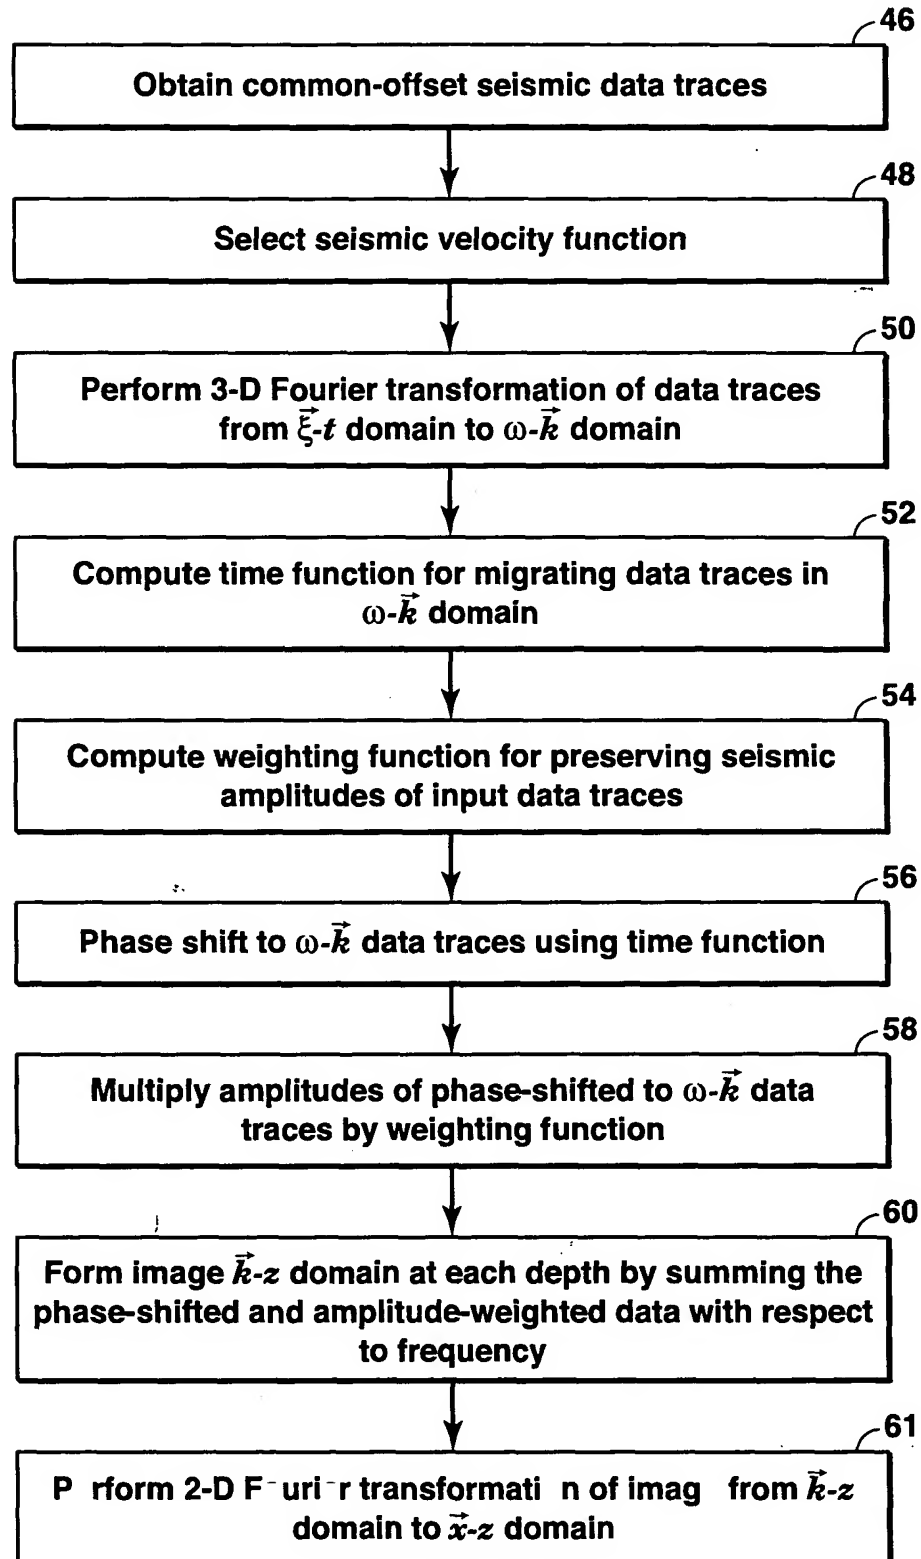 46
Obtain common-offset seismic data traces
48
Select seismic velocity function
50
Perform 3-D Fourier transformation of data traces
from ξ⃗-t domain to ω-k⃗ domain
52
Compute time function for migrating data traces in
ω-k⃗ domain
54
Compute weighting function for preserving seismic
amplitudes of input data traces
56
Phase shift to ω-k⃗ data traces using time function
58
Multiply amplitudes of phase-shifted to ω-k⃗ data
traces by weighting function
60
Form image k⃗-z domain at each depth by summing the
phase-shifted and amplitude-weighted data with respect
to frequency
61
P rform 2-D F uri r transformati n of imag from k⃗-z
domain to x⃗-z domain